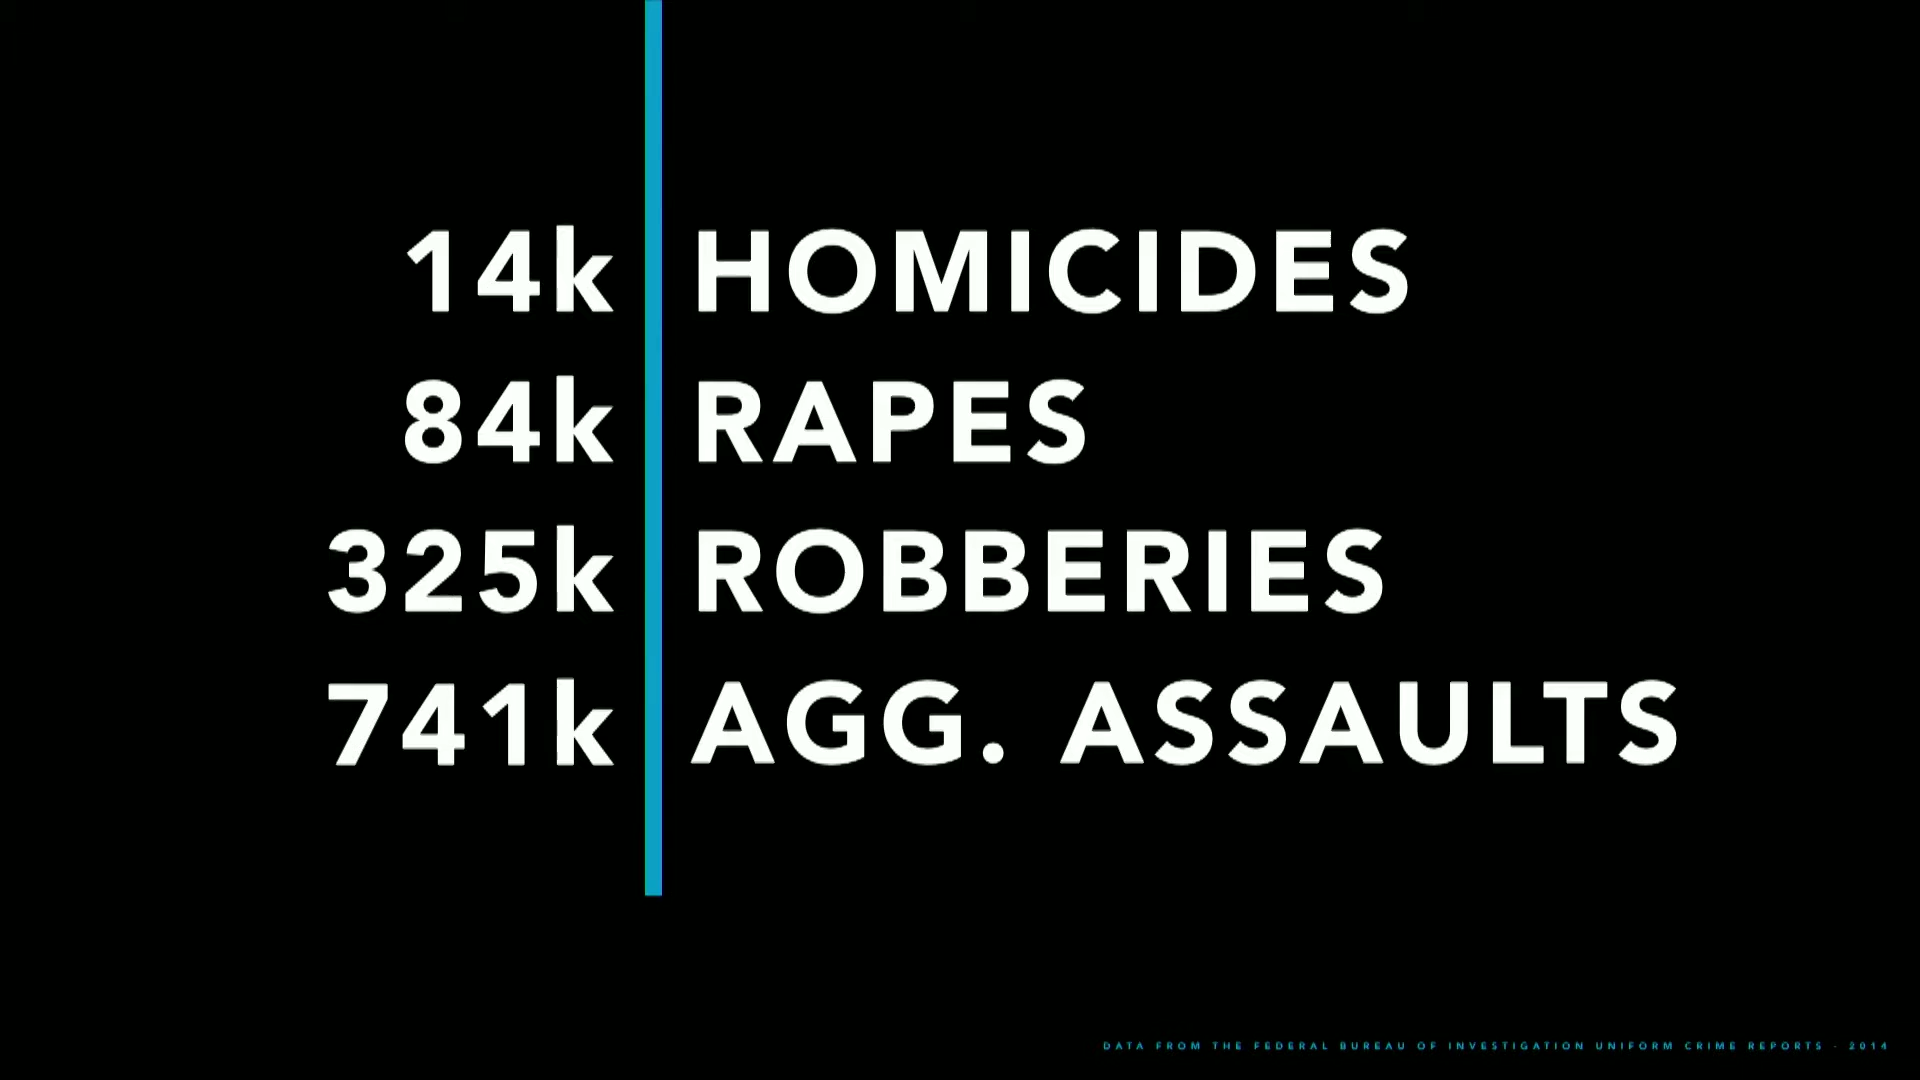 14k HOMICIDES
84k RAPES
325k ROBBERIES
741k AGG. ASSAULTS
DATA FROM THE FEDERAL BUREAU OF INVESTIGATION UNIFORM CRIME REPORTS - 2014